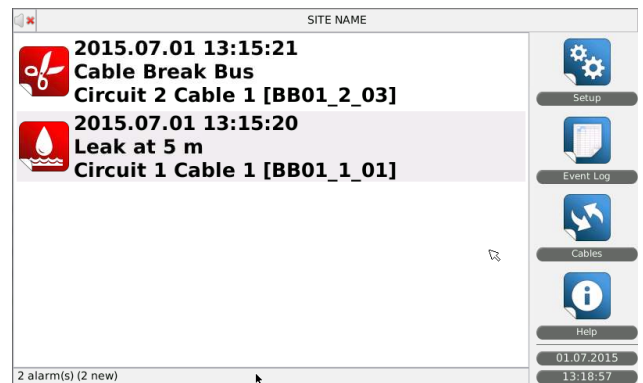 SITE NAME
2015.07.01 13:15:21
Cable Break Bus
Circuit 2 Cable 1 [BB01_2_03]
2015.07.01 13:15:20
Leak at 5 m
Circuit 1 Cable 1 [BB01_1_01]
Setup
Event Log
Cables
Help
01.07.2015
13:18:57
2 alarm(s) (2 new)